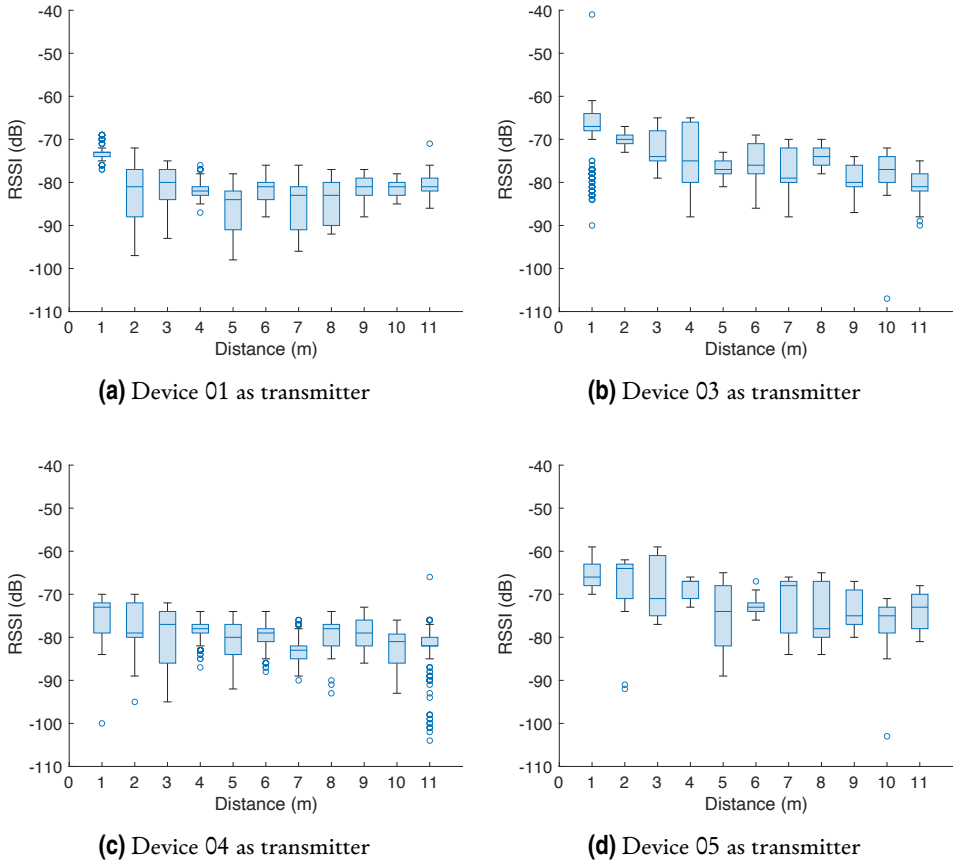 -40
-50
-60
-70
-80
-90
-100
-110
RSSI (dB)
0 1 2 3 4 5 6 7 8 9 10 11
Distance (m)
(a) Device 01 as transmitter
-40
-50
-60
-70
-80
-90
-100
-110
RSSI (dB)
0 1 2 3 4 5 6 7 8 9 10 11
Distance (m)
(b) Device 03 as transmitter
-40
-50
-60
-70
-80
-90
-100
-110
RSSI (dB)
0 1 2 3 4 5 6 7 8 9 10 11
Distance (m)
(c) Device 04 as transmitter
-40
-50
-60
-70
-80
-90
-100
-110
RSSI (dB)
0 1 2 3 4 5 6 7 8 9 10 11
Distance (m)
(d) Device 05 as transmitter